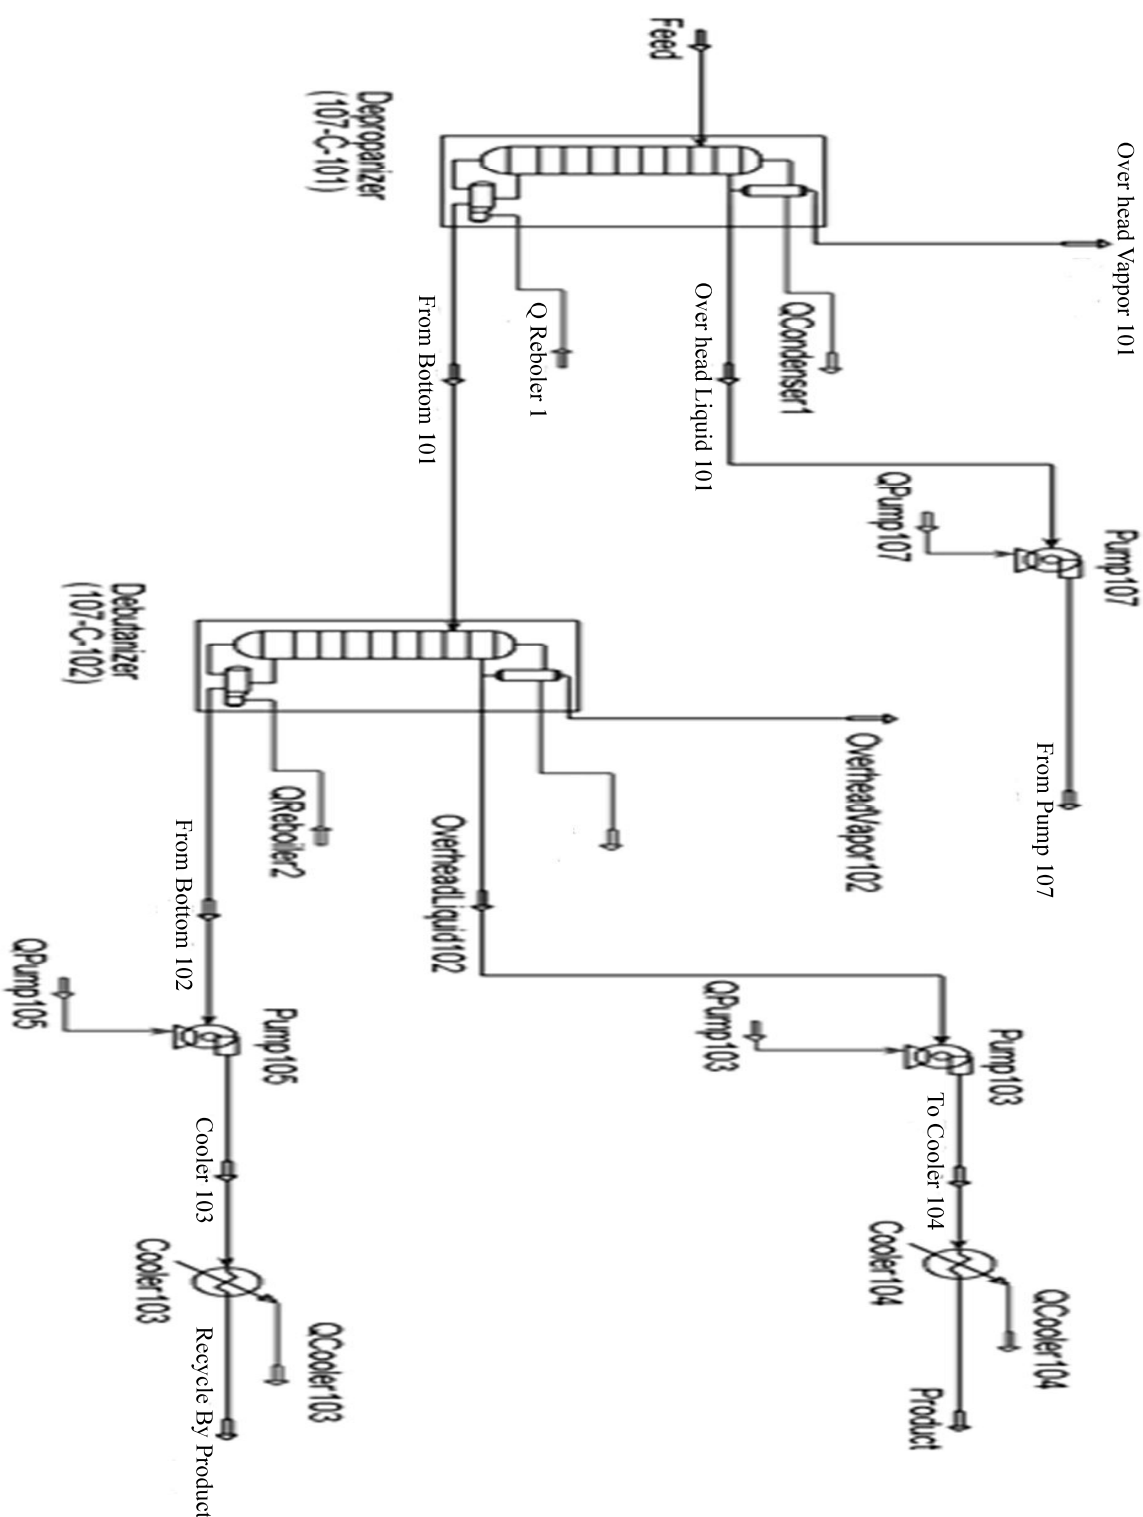 Feed
Depropanizer
(107-C-101)
Over head Vappor 101
QCondenser1
Over head Liquid 101
Q Reboler 1
From Bottom 101
Pump107
QPump107
From Pump 107
Debutanizer
(107-C-102)
OverheadVapor102
OverheadLiquid102
QReboiler2
From Bottom 102
Pump103
QPump103
To Cooler 104
Cooler104
QCooler104
Product
Pump105
QPump105
Cooler 103
Cooler103
QCooler103
Recycle By Product